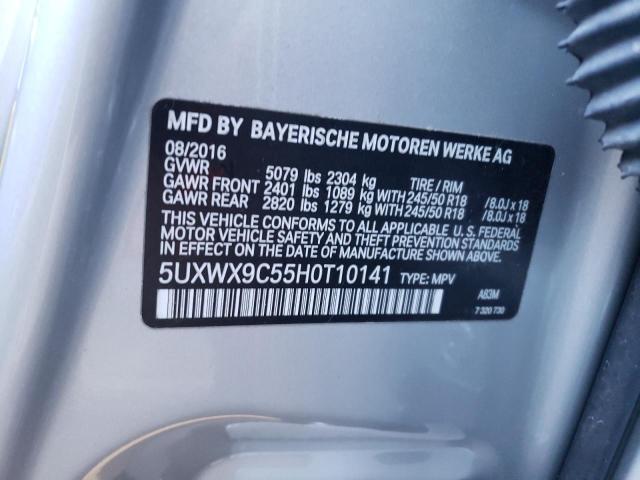 MFD BY BAYERISCHE MOTOREN WERKE AG
08/2016
GVWR 5079 lbs 2304 kg TIRE / RIM
GAWR FRONT 2401 lbs 1089 kg WITH 245/50 R18 /8.0J x 18
GAWR REAR 2820 lbs 1279 kg WITH 245/50 R18 /8.0J x 18
THIS VEHICLE CONFORMS TO ALL APPLICABLE U. S. FEDERAL
MOTOR VEHICLE SAFETY AND THEFT PREVENTION STANDARDS
IN EFFECT ON THE DATE OF MANUFACTURE SHOWN ABOVE.
5UXWX9C55H0T10141 TYPE: MPV
A83M
7 320 730